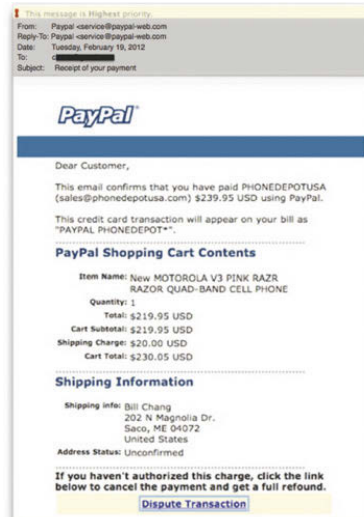 This message is Highest priority.
From: Paypal <service@paypal-web.com
Reply-To: Paypal <service@paypal-web.com
Date: Tuesday, February 19, 2012
To: c
Subject: Receipt of your payment
PayPal
Dear Customer,
This email confirms that you have paid PHONEDEPOTUSA
(sales@phonedepotusa.com) $239.95 USD using PayPal.
This credit card transaction will appear on your bill as
"PAYPAL PHONEDEPOT*".
PayPal Shopping Cart Contents
Item Name: New MOTOROLA V3 PINK RAZR
RAZOR QUAD-BAND CELL PHONE
Quantity: 1
Total: $219.95 USD
Cart Subtotal: $219.95 USD
Shipping Charge: $20.00 USD
Cart Total: $230.05 USD
Shipping Information
Shipping info: Bill Chang
202 N Magnolia Dr.
Saco, ME 04072
United States
Address Status: Unconfirmed
If you haven't authorized this charge, click the link
below to cancel the payment and get a full refound.
Dispute Transaction